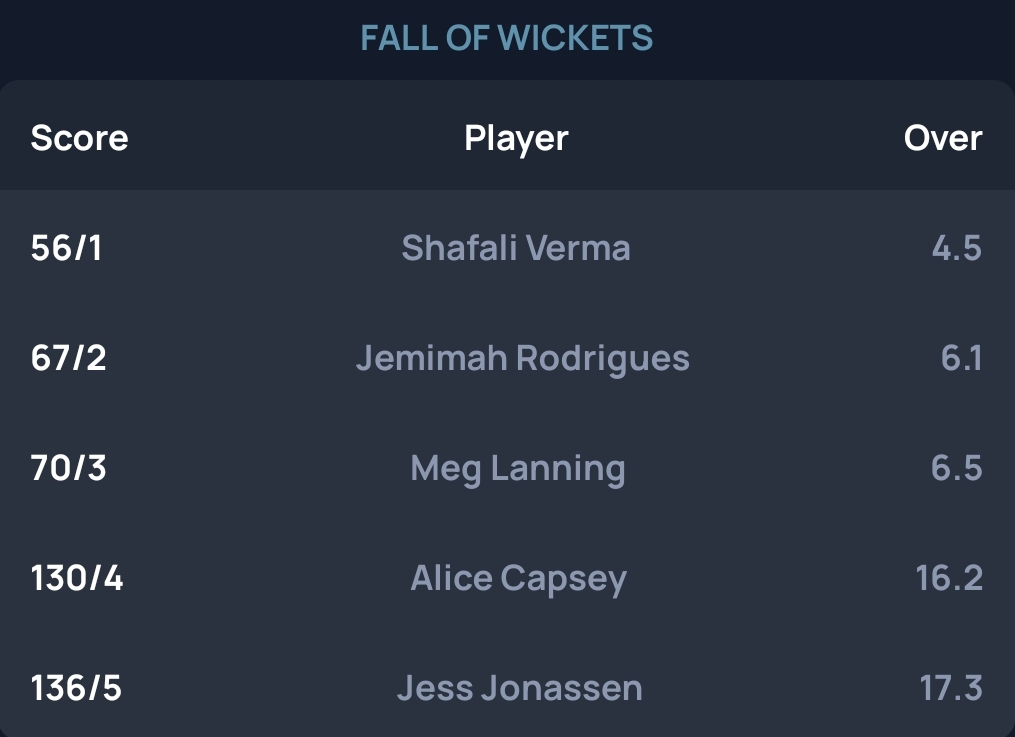 FALL OF WICKETS
Score Player Over
56/1 Shafali Verma 4.5
67/2 Jemimah Rodrigues 6.1
70/3 Meg Lanning 6.5
130/4 Alice Capsey 16.2
136/5 Jess Jonassen 17.3